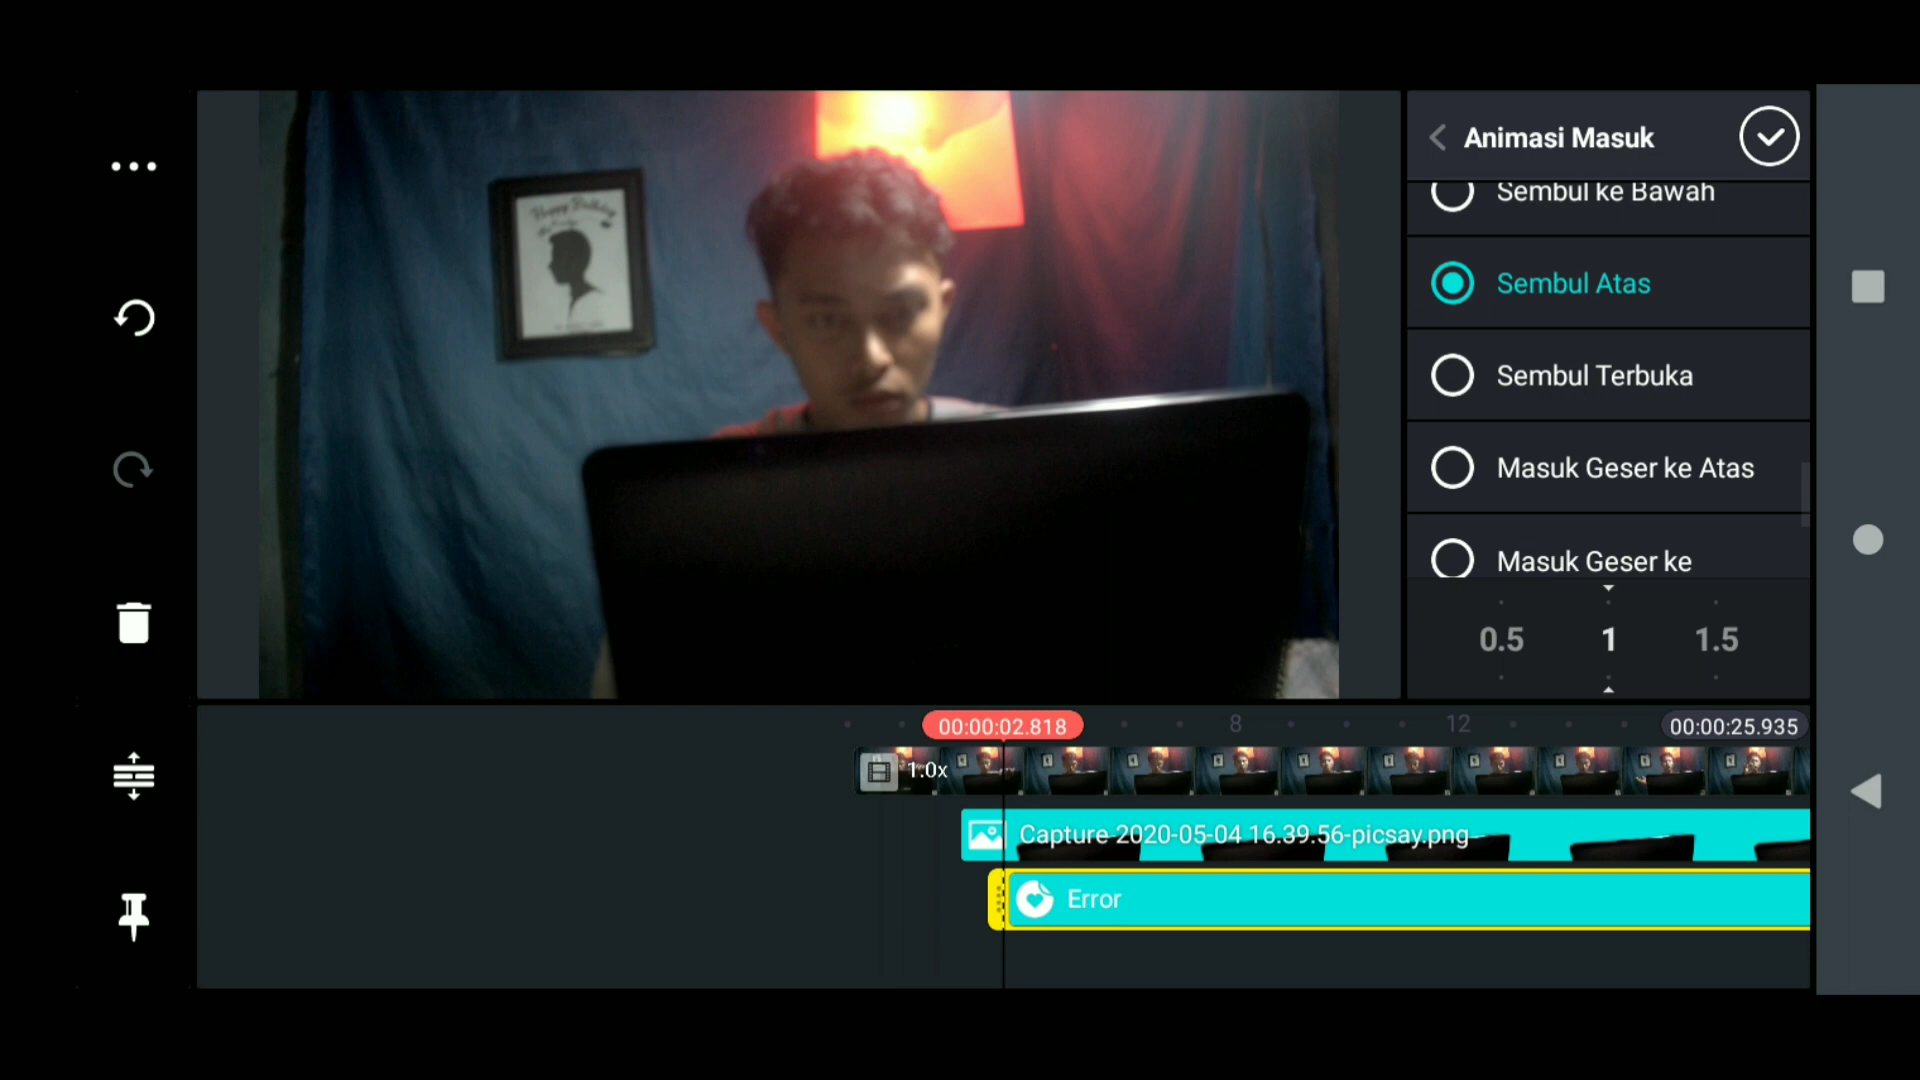 Happy Birthday
Animasi Masuk
Sembul ke Bawah
Sembul Atas
Sembul Terbuka
Masuk Geser ke Atas
Masuk Geser ke
0.5 1 1.5
00:00:02.818 8 12 00:00:25.935
1.0x
Capture 2020-05-04 16.39.56-picsay.png
Error